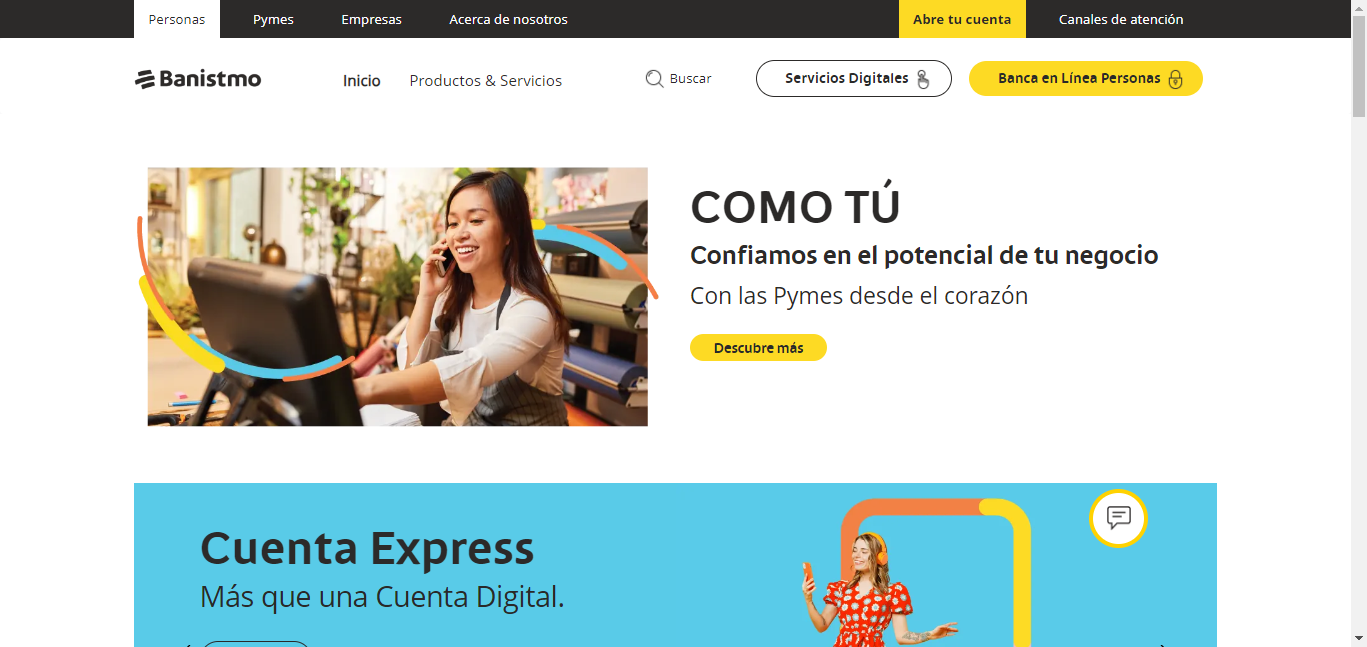 Personas
Pymes
Empresas
Acerca de nosotros
Abre tu cuenta
Canales de atención
Banistmo
Inicio
Productos & Servicios
Buscar
Servicios Digitales
Banca en Línea Personas
COMO TÚ
Confiamos en el potencial de tu negocio
Con las Pymes desde el corazón
Descubre más
Cuenta Express
Más que una Cuenta Digital.